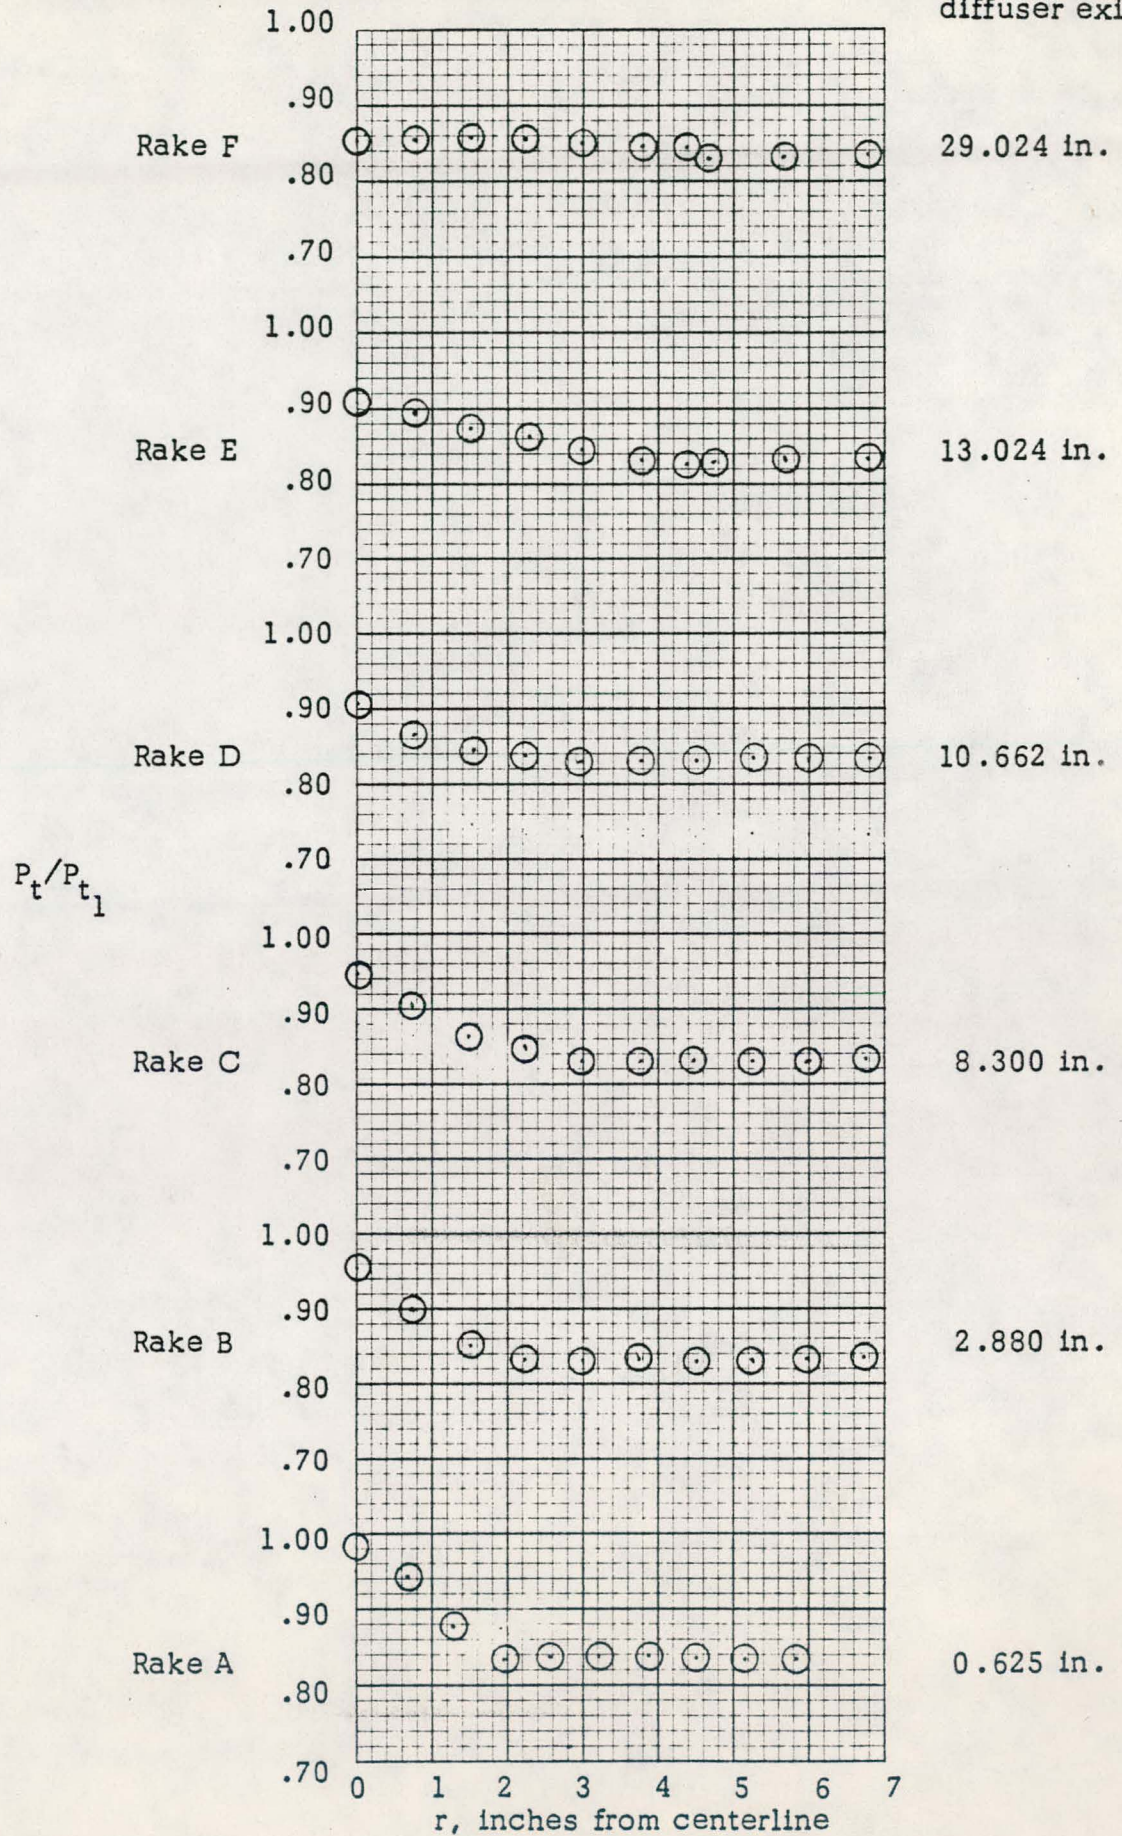 diffuser exi
1.00
.90
Rake F
29.024 in.
.80
.70
1.00
.90
Rake E
13.024 in.
.80
.70
1.00
.90
Rake D
10.662 in.
.80
.70
Pt/Pt1
1.00
.90
Rake C
8.300 in.
.80
.70
1.00
.90
Rake B
2.880 in.
.80
.70
1.00
.90
Rake A
0.625 in.
.80
.70
0 1 2 3 4 5 6 7
r, inches from centerline